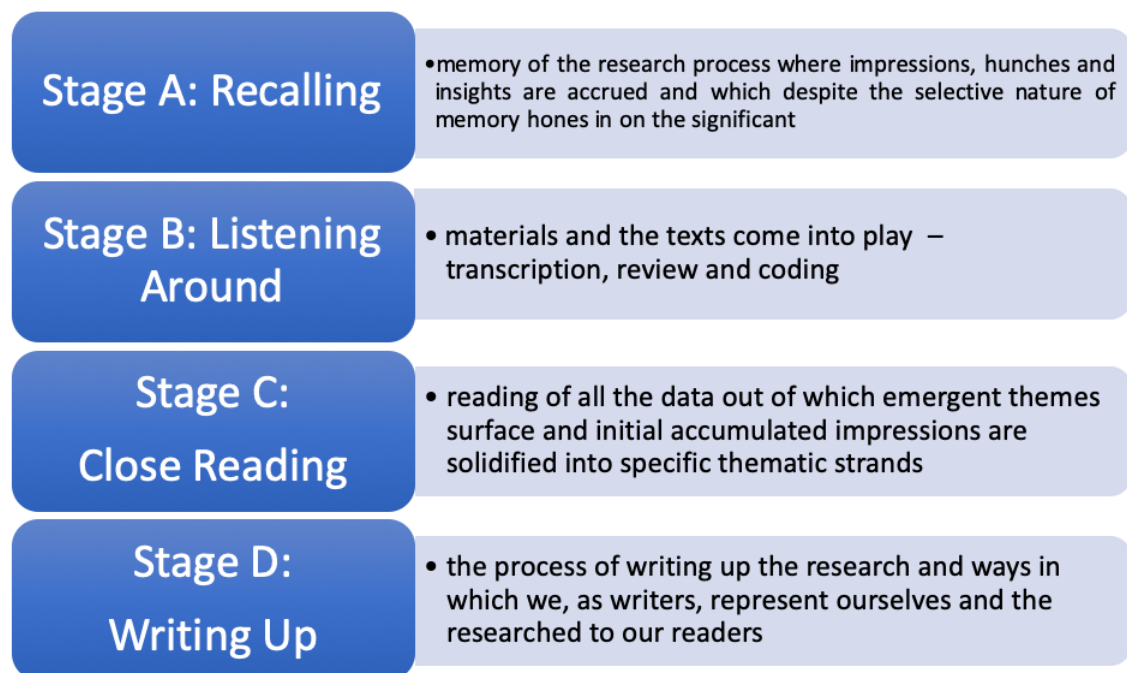 Stage A: Recalling
•memory of the research process where impressions, hunches and
insights are accrued and which despite the selective nature of
memory hones in on the significant
Stage B: Listening
Around
• materials and the texts come into play –
transcription, review and coding
Stage C:
Close Reading
• reading of all the data out of which emergent themes
surface and initial accumulated impressions are
solidified into specific thematic strands
Stage D:
Writing Up
• the process of writing up the research and ways in
which we, as writers, represent ourselves and the
researched to our readers